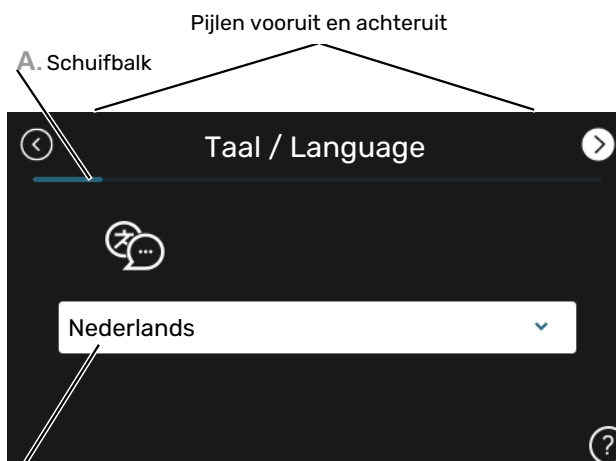 Pijlen vooruit en achteruit
A. Schuifbalk
Taal / Language
Nederlands
?